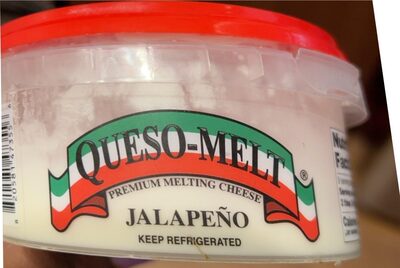 QUESO-MELT®
PREMIUM MELTING CHEESE
JALAPEÑO
KEEP REFRIGERATED